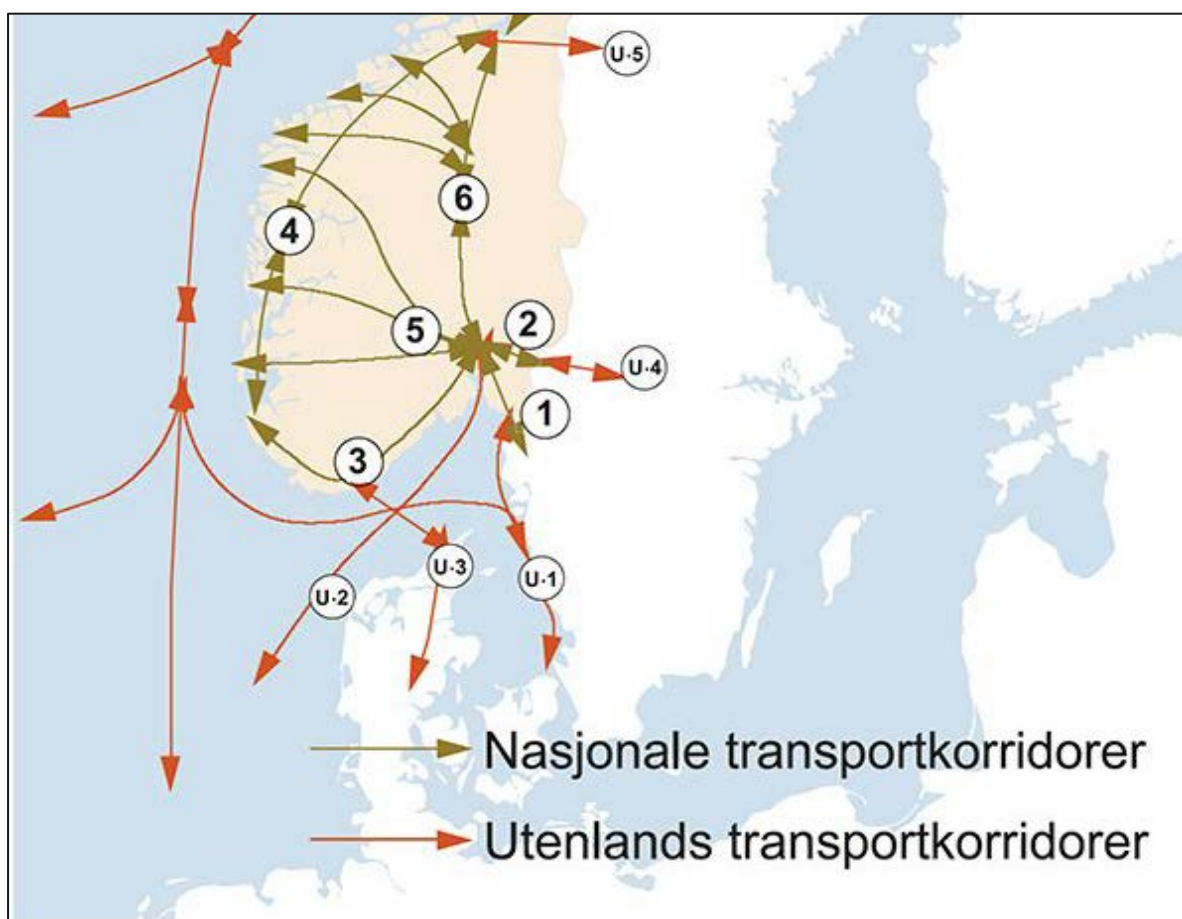 U-5
6
4
5
2
U-4
1
3
U-3
U-1
U-2
Nasjonale transportkorridorer
Utenlands transportkorridorer